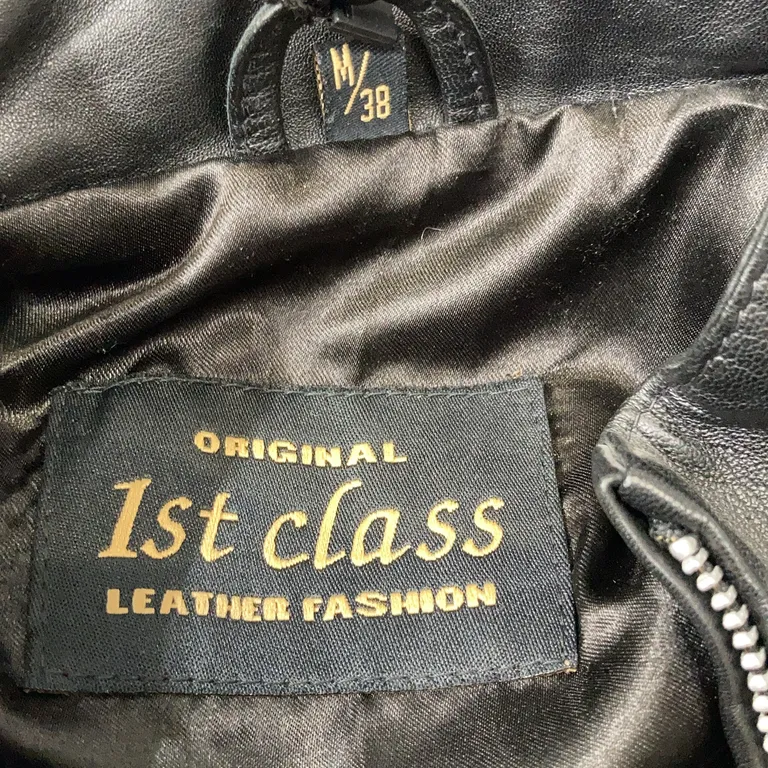 M/38
ORIGINAL
1st class
LEATHER FASHION